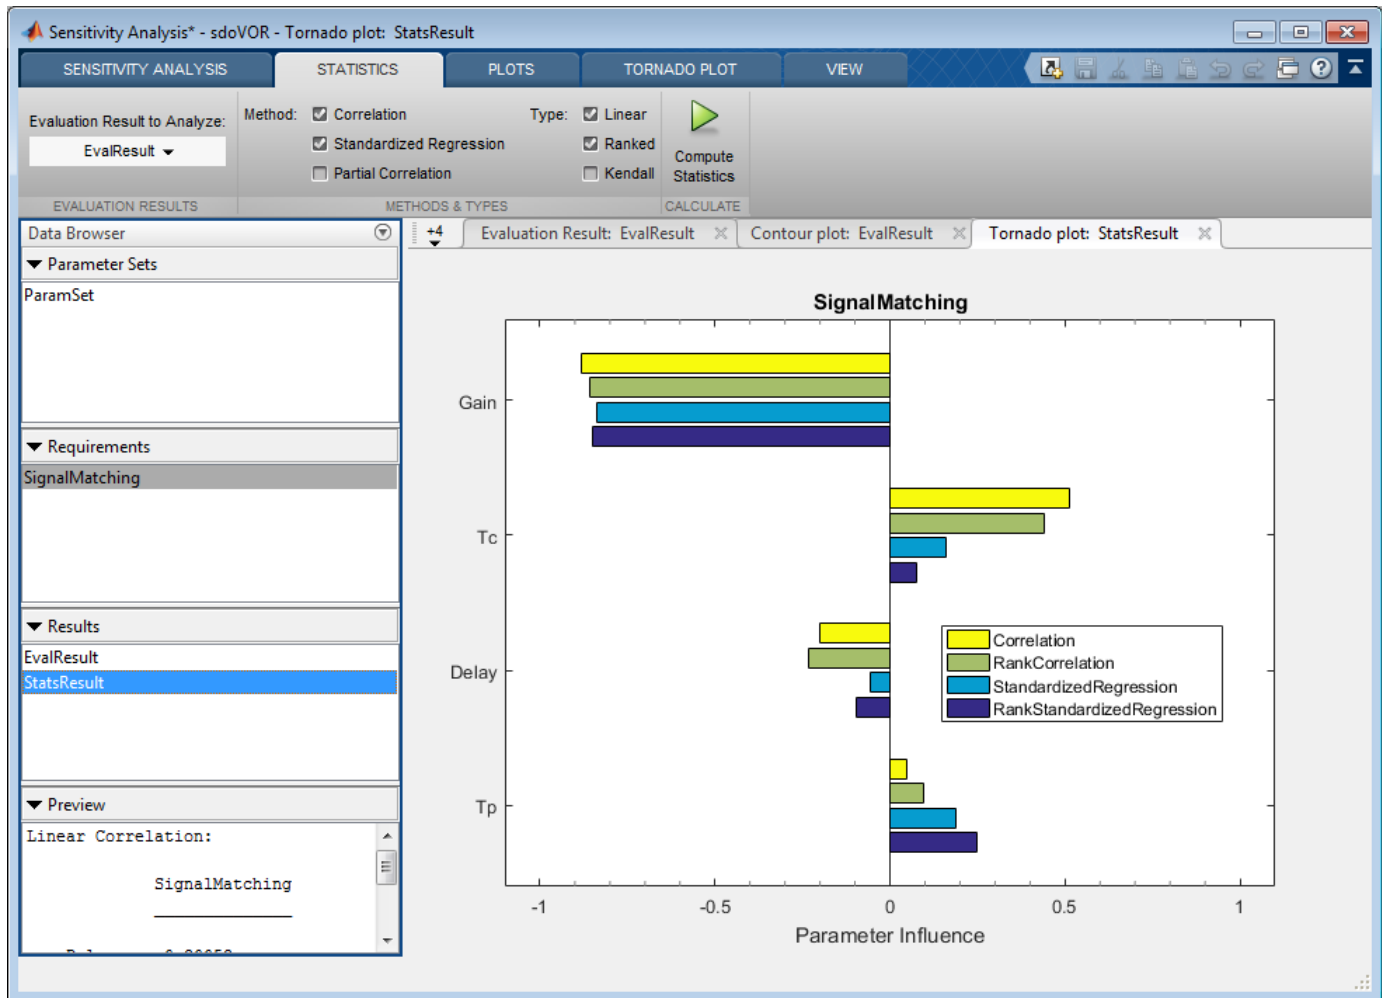 Sensitivity Analysis* - sdoVOR - Tornado plot: StatsResult
SENSITIVITY ANALYSIS STATISTICS PLOTS TORNADO PLOT VIEW
Evaluation Result to Analyze:
EvalResult
Method: Correlation Type: Linear
Standardized Regression Ranked
Partial Correlation Kendall
Compute
Statistics
EVALUATION RESULTS METHODS & TYPES CALCULATE
Data Browser
Parameter Sets
ParamSet
Requirements
SignalMatching
Results
EvalResult
StatsResult
Preview
Linear Correlation:
SignalMatching
+4 Evaluation Result: EvalResult Contour plot: EvalResult Tornado plot: StatsResult
SignalMatching
Gain
Tc
Delay
Tp
Correlation
RankCorrelation
StandardizedRegression
RankStandardizedRegression
-1 -0.5 0 0.5 1
Parameter Influence